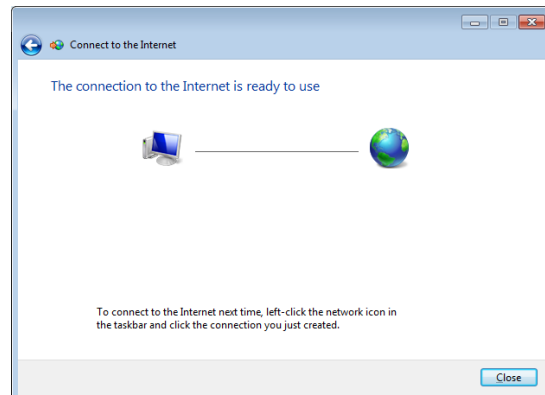 Connect to the Internet
The connection to the Internet is ready to use
To connect to the Internet next time, left-click the network icon in
the taskbar and click the connection you just created.
Close